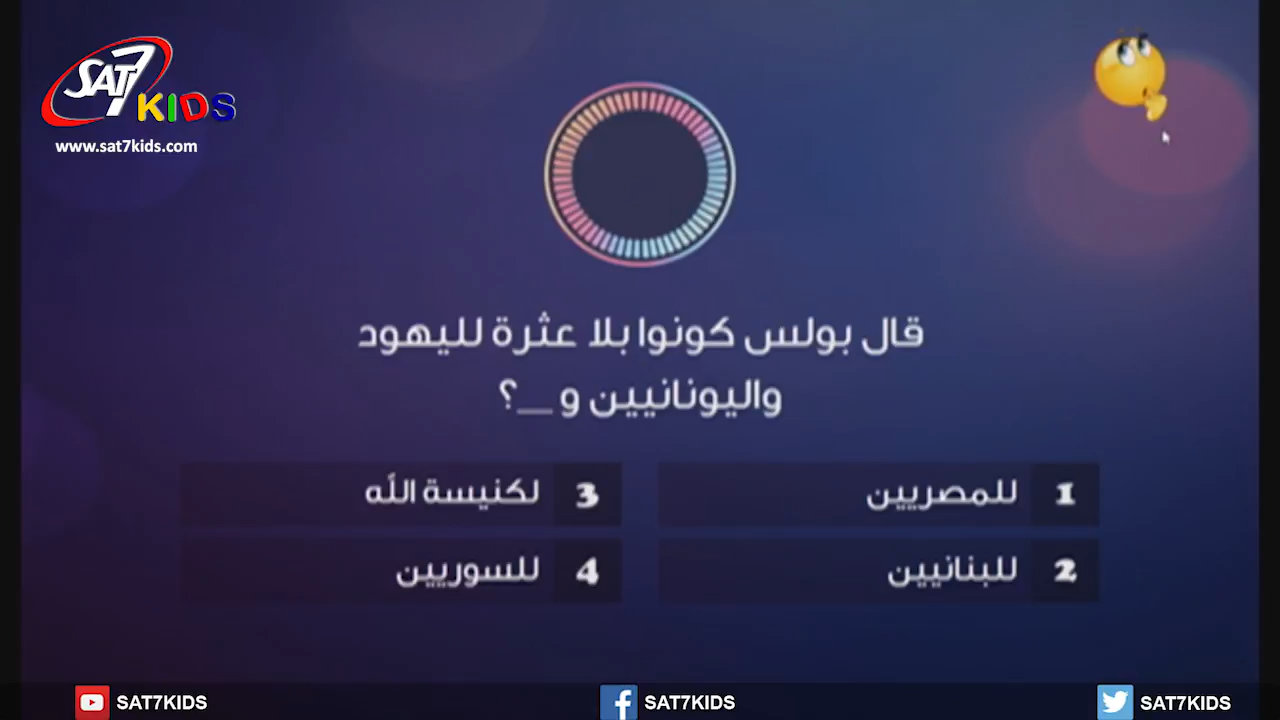 SAT7
KIDS
www.sat7kids.com
قال بولس كونوا بلا عثرة لليهود
واليونانيين و __؟
1 للمصريين
2 للبنانيين
3 لكنيسة الله
4 للسوريين
SAT7KIDS
SAT7KIDS
SAT7KIDS